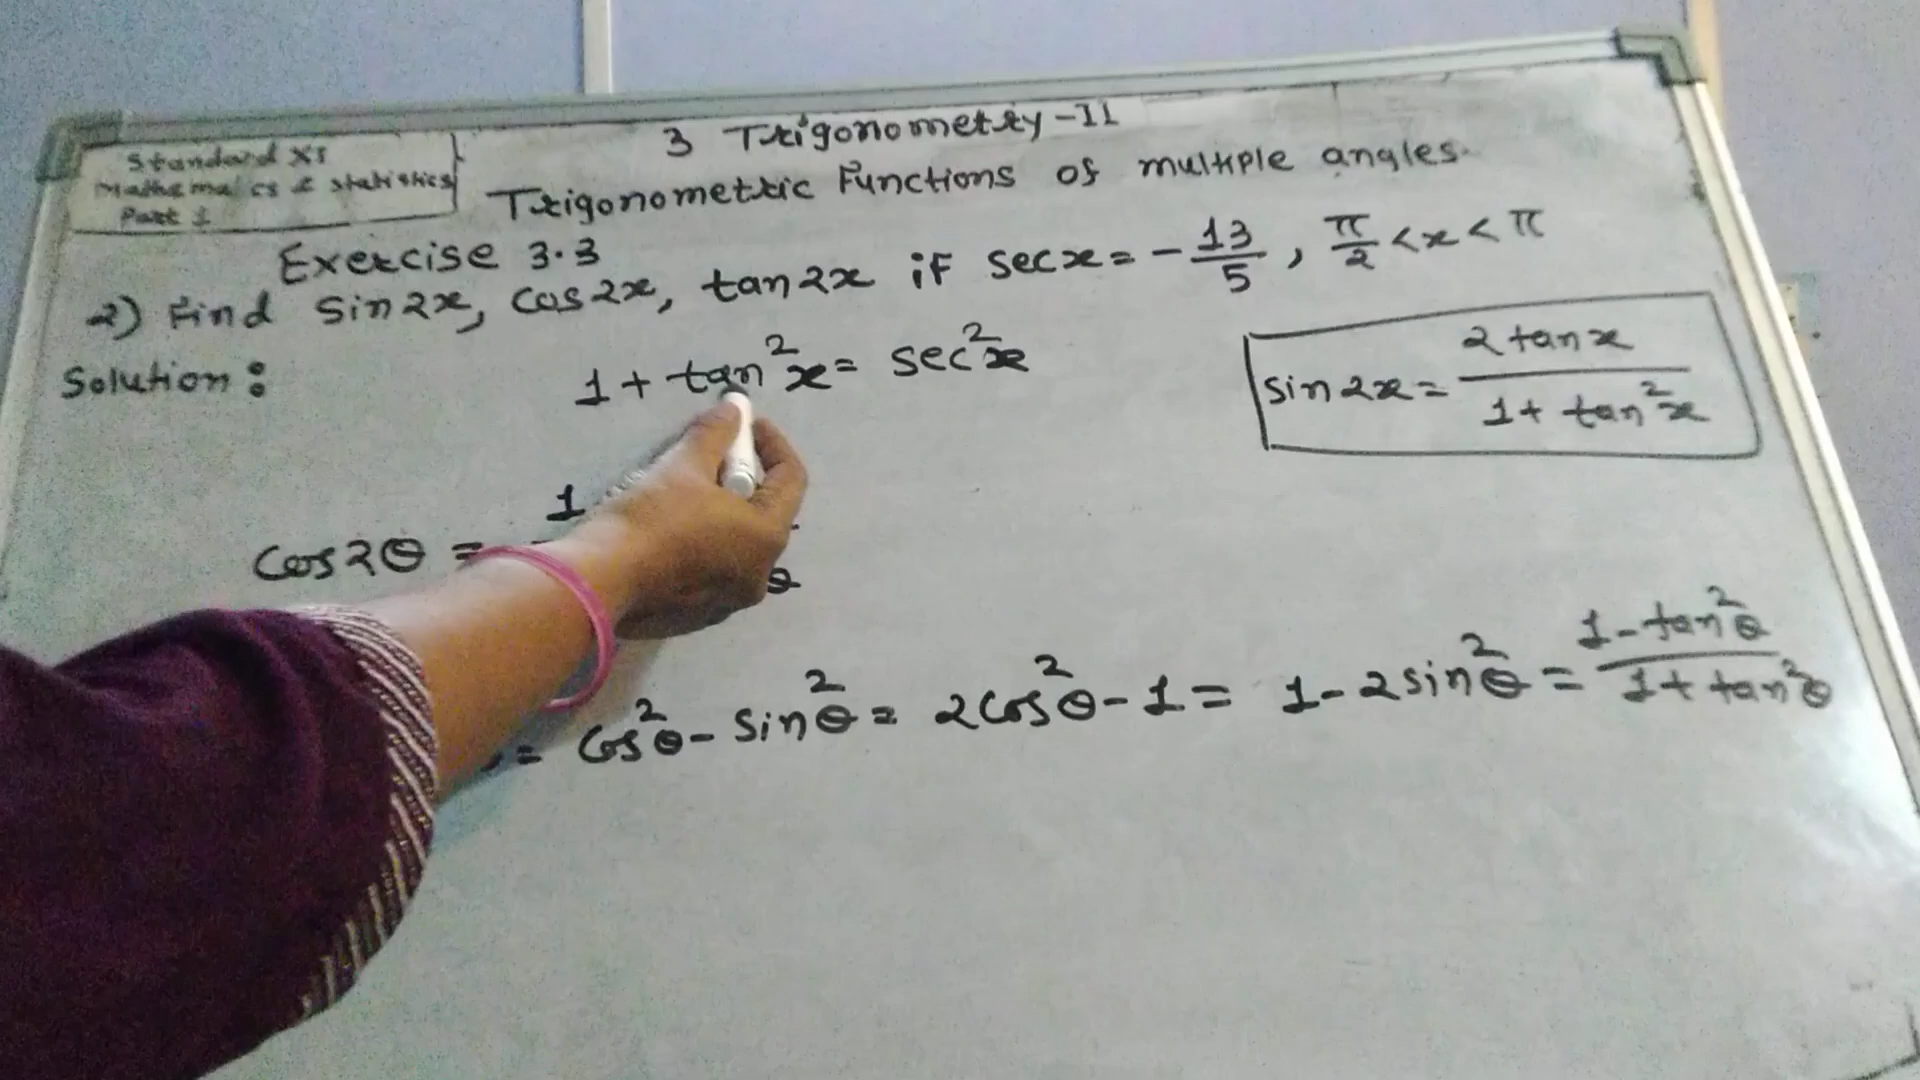 3 Trigonometry-II
Standard XI
Mathematics & Statistics
Part 1
Trigonometric Functions of multiple angles.
Exercise 3.3
2) Find sin2x, cos2x, tan2x if secx = -13/5, π/2 < x < π
Solution:
1 + tan²x = sec²x
sin2x = 2tanx / 1 + tan²x
cos2θ = 1
θ
= cos²θ - sin²θ = 2cos²θ - 1 = 1 - 2sin²θ = 1 - tan²θ / 1 + tan²θ